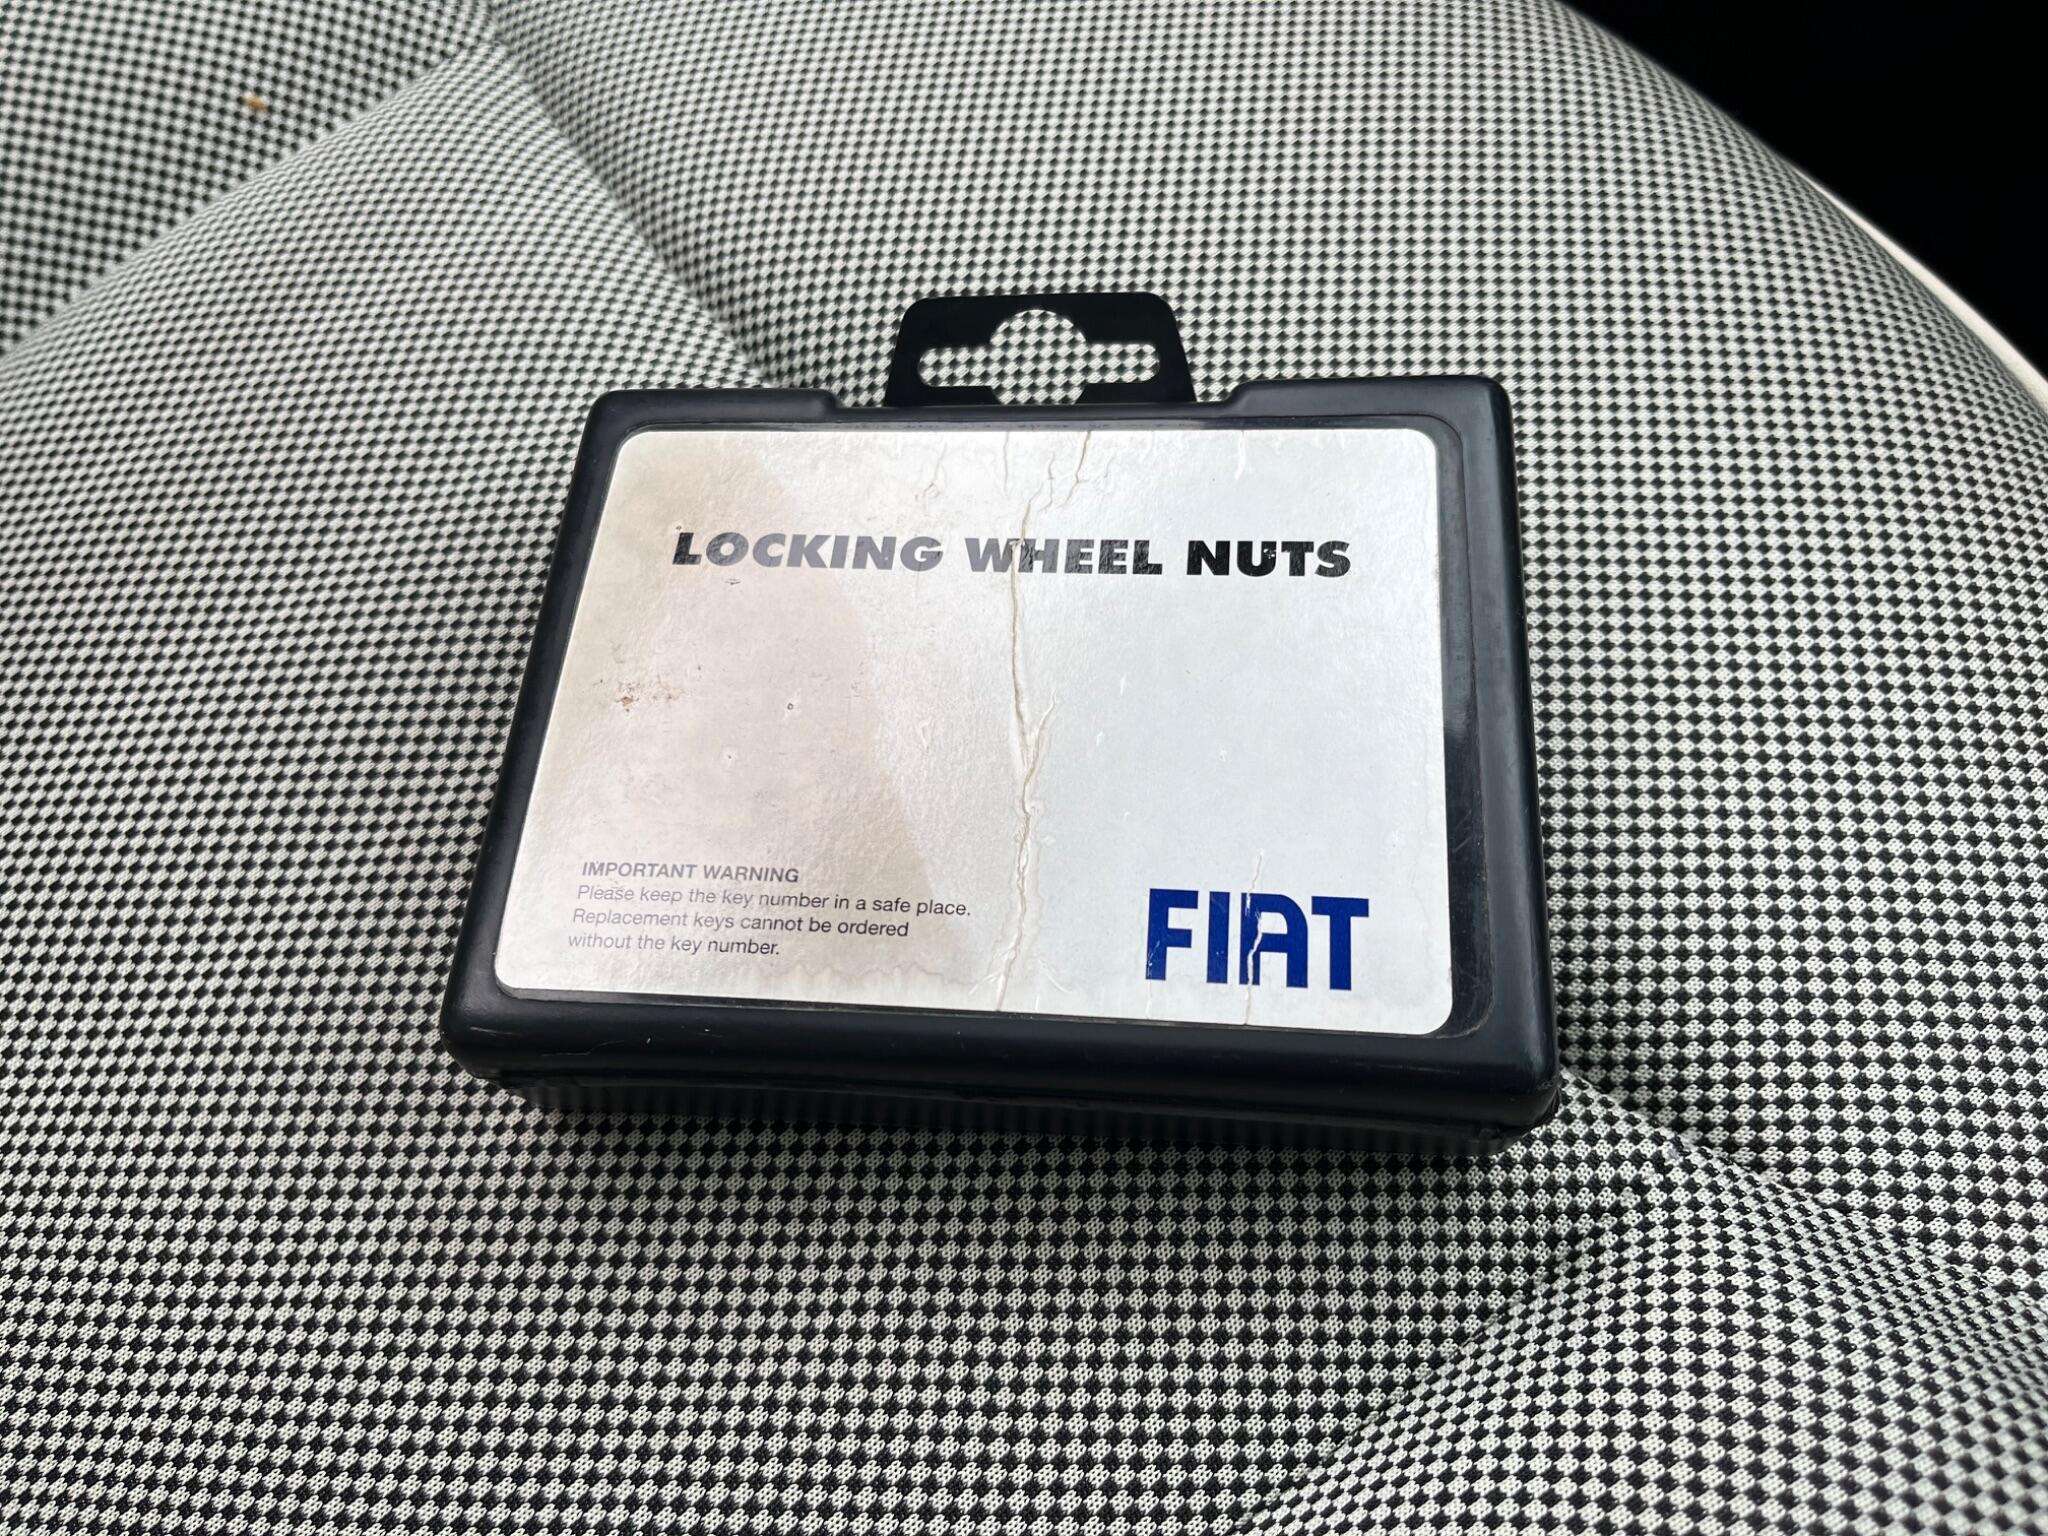 LOCKING WHEEL NUTS
IMPORTANT WARNING
Please keep the key number in a safe place.
Replacement keys cannot be ordered
without the key number.
FIAT